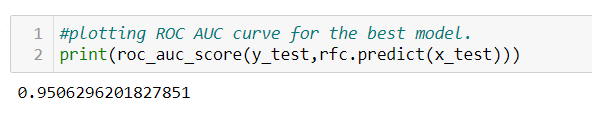 1 #plotting ROC AUC curve for the best model.
2 print(roc_auc_score(y_test,rfc.predict(x_test)))
0.9506296201827851